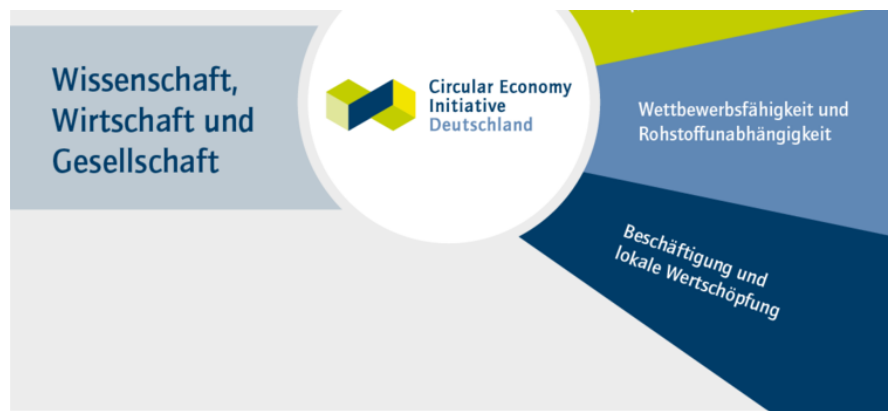 Wissenschaft,
Wirtschaft und
Gesellschaft
Circular Economy
Initiative
Deutschland
Wettbewerbsfähigkeit und
Rohstoffunabhängigkeit
Beschäftigung und
lokale Wertschöpfung